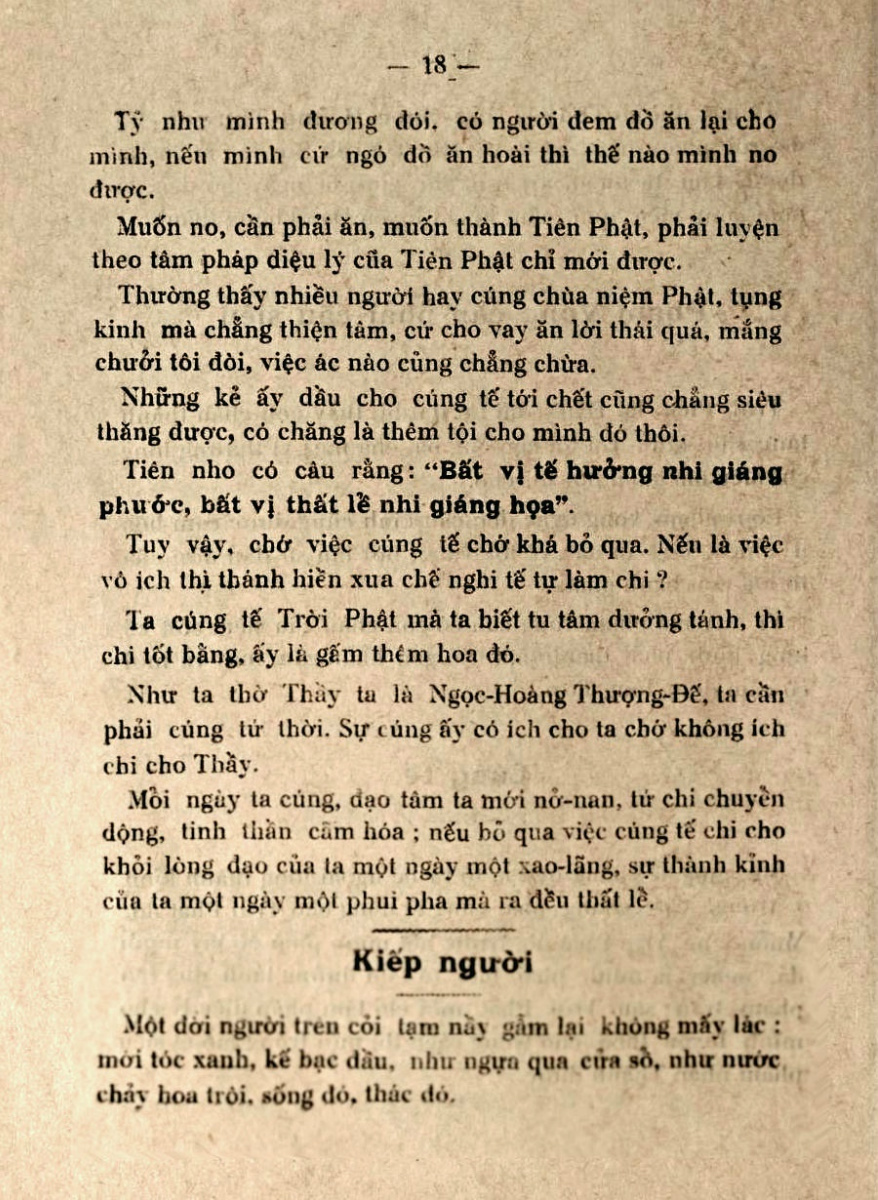 — 18 —
Tỷ như mình đương đói, có người đem đồ ăn lại cho
mình, nếu mình cứ ngó đồ ăn hoài thì thế nào mình no
được.
Muốn no, cần phải ăn, muốn thành Tiên Phật, phải luyện
theo tâm pháp diệu lý của Tiên Phật chỉ mới được.
Thường thấy nhiều người hay cúng chùa niệm Phật, tụng
kinh mà chẳng thiện tâm, cứ cho vay ăn lời thái quá, mắng
chưởi tôi đòi, việc ác nào củng chẳng chừa.
Những kẻ ấy dầu cho cúng tế tới chết cũng chẳng siêu
thăng được, có chăng là thêm tội cho mình đó thôi.
Tiên nho có câu rằng: “Bất vị tế hưởng nhi giáng
phước, bất vị thất lể nhi giáng họa”.
Tuy vậy, chớ việc cúng tế chớ khá bỏ qua. Nếu là việc
vô ích thì thánh hiền xua chế nghi tế tự làm chi ?
Ta cúng tế Trời Phật mà ta biết tu tâm dưởng tánh, thì
chi tốt bằng, ấy là gấm thêm hoa đó.
Như ta thờ Thầy ta là Ngọc-Hoàng Thượng-Đế, ta cần
phải cúng tứ thời. Sự cúng ấy có ích cho ta chớ không ích
chi cho Thầy.
Mỗi ngày ta cúng, đạo tâm ta mới nở-nan, tứ chi chuyển
động, tinh thần cảm hóa ; nếu bỏ qua việc cúng tế chi cho
khỏi lòng đạo của ta một ngày một xao-lãng, sự thành kỉnh
của ta một ngày một phui pha mà ra đều thất lể.
Kiếp người
Một đời người trên cỏi tạm nầy gẩm lại không mấy lác :
mới tóc xanh, kế bạc đầu, như ngựa qua cửa sổ, như nước
chảy hoa trôi, sống đó, thác đó.